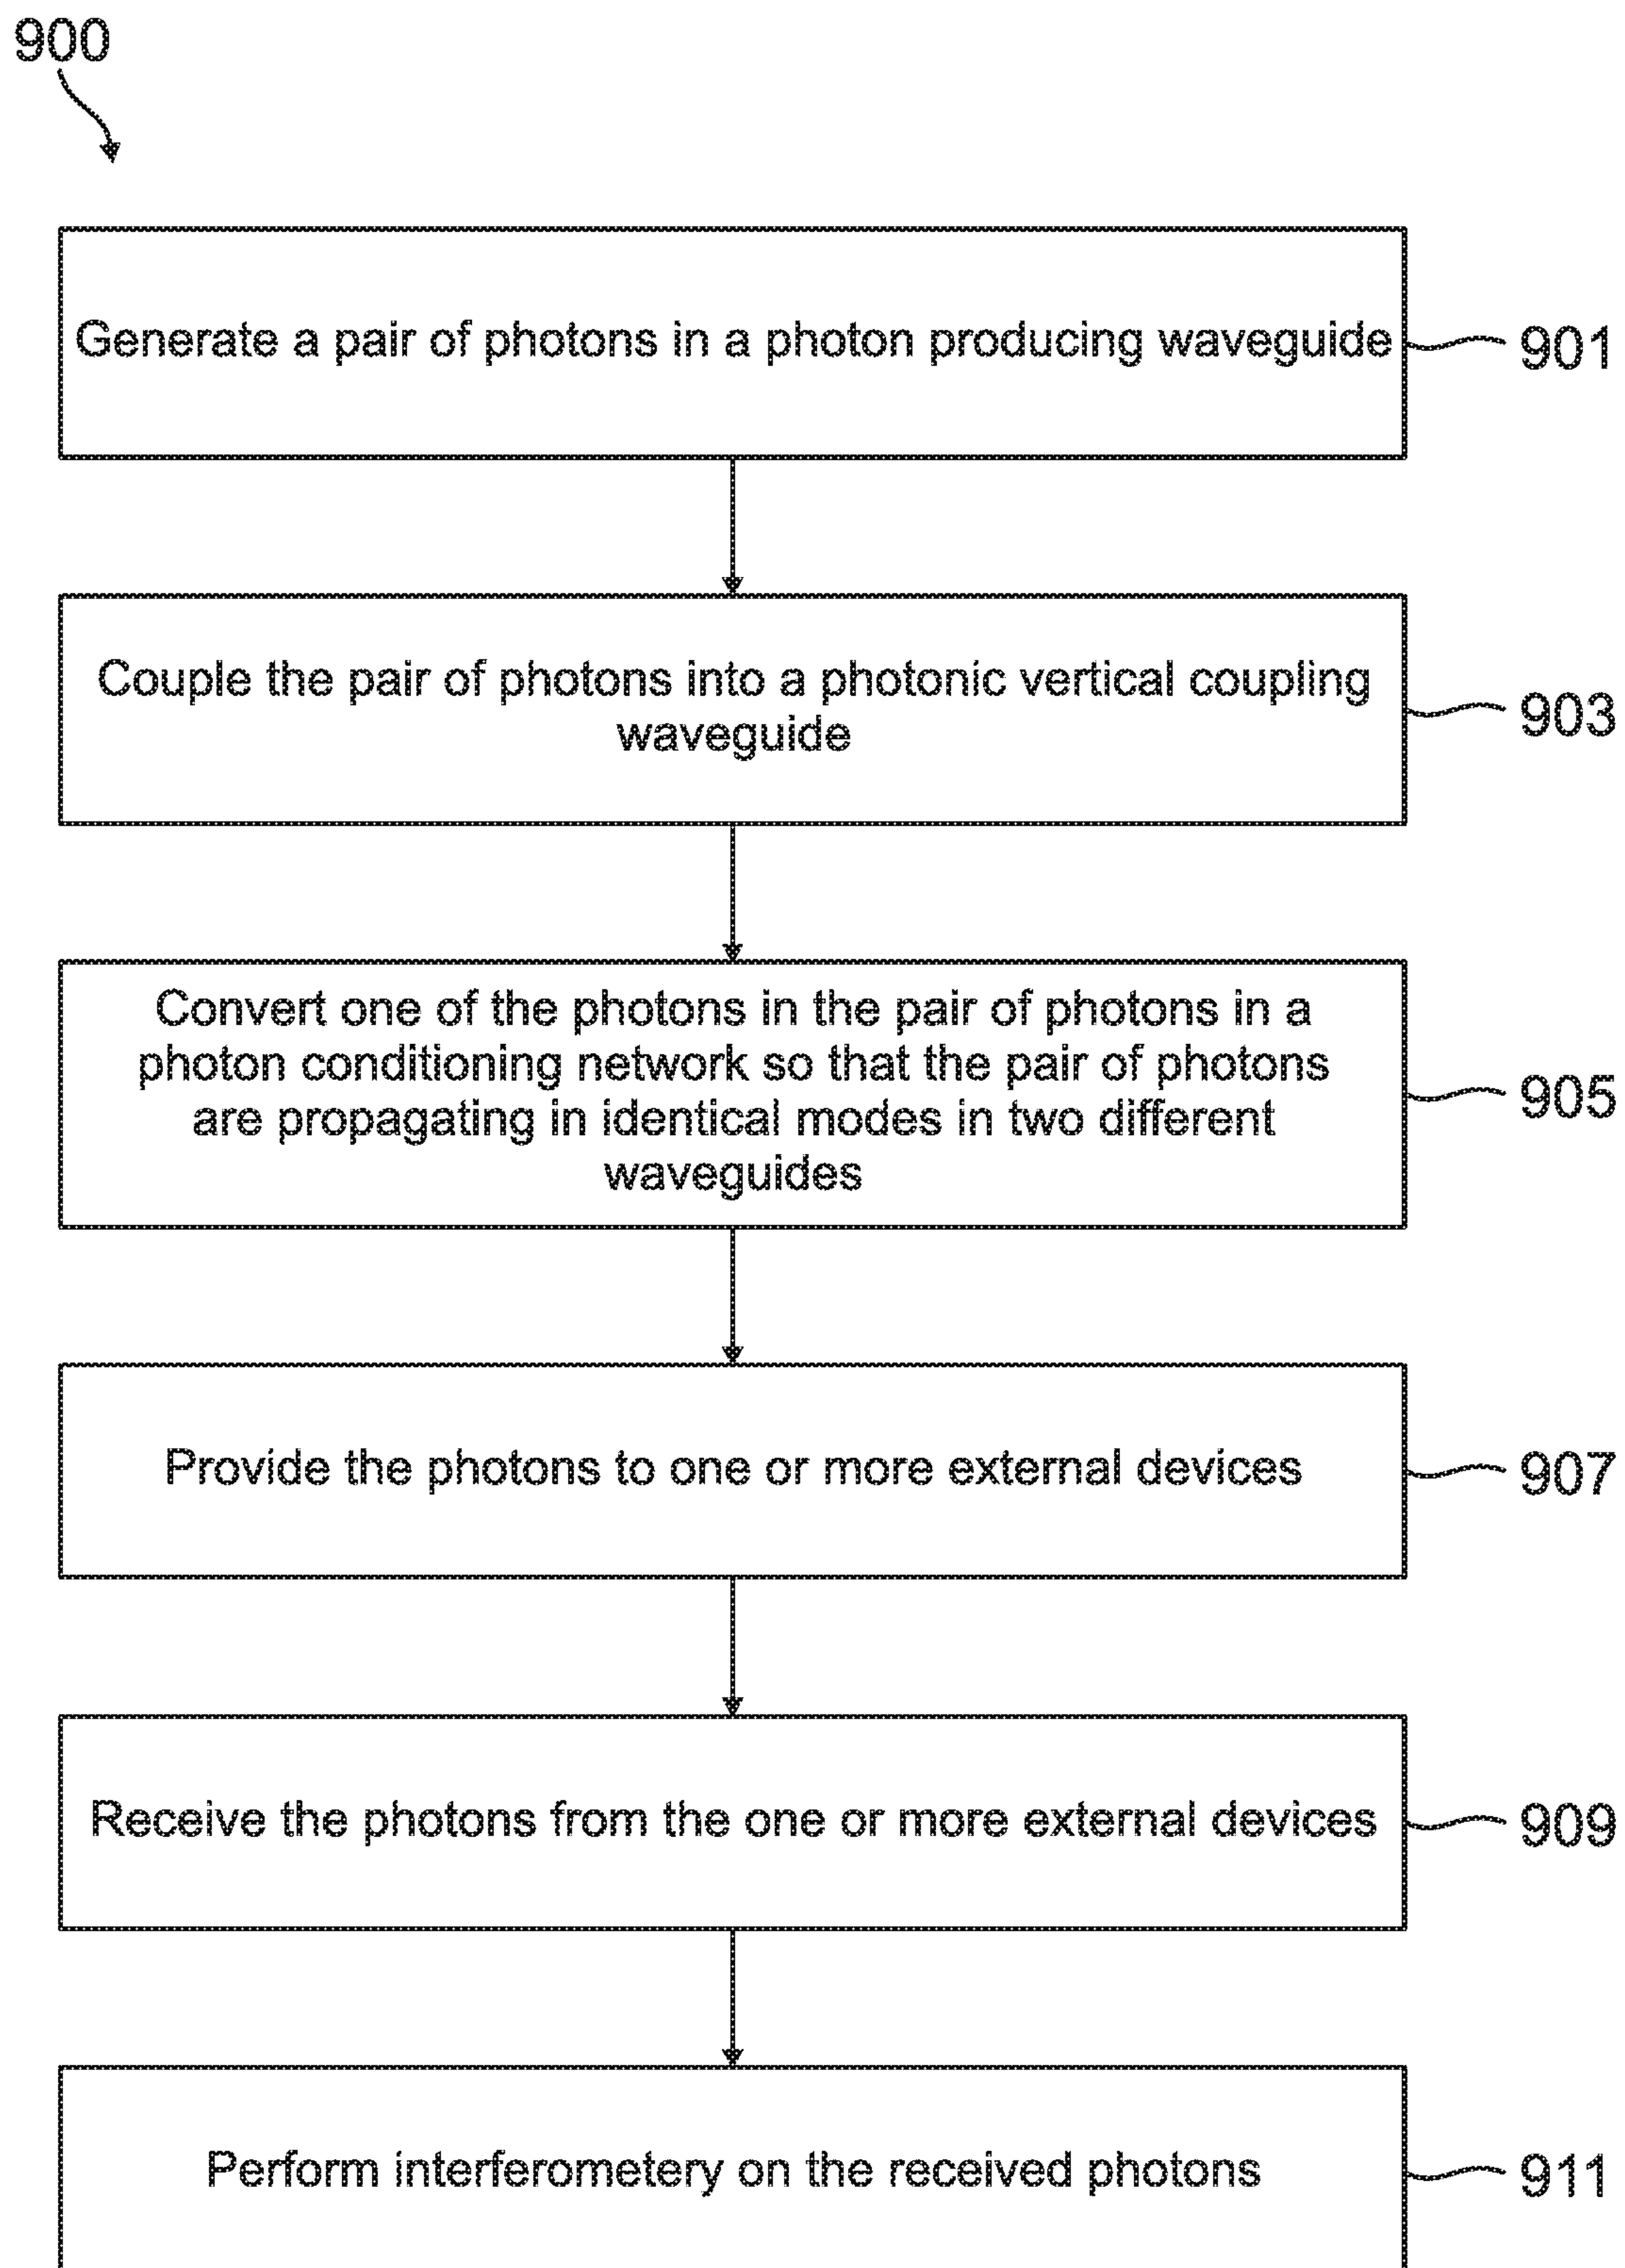 900
Generate a pair of photons in a photon producing waveguide
901
Couple the pair of photons into a photonic vertical coupling
waveguide
903
Convert one of the photons in the pair of photons in a
photon conditioning network so that the pair of photons
are propagating in identical modes in two different
waveguides
905
Provide the photons to one or more external devices
907
Receive the photons from the one or more external devices
909
Perform interferometery on the received photons
911